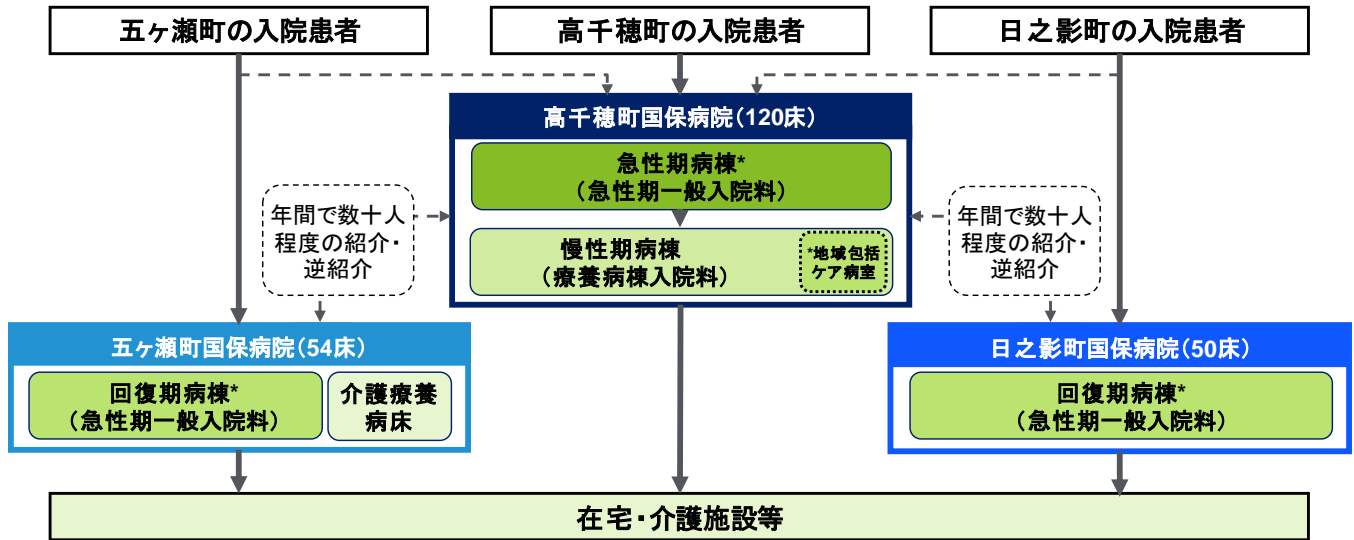 五ヶ瀬町の入院患者
高千穂町の入院患者
日之影町の入院患者
高千穂町国保病院(120床)
急性期病棟*
(急性期一般入院料)
年間で数十人
程度の紹介・
逆紹介
慢性期病棟
(療養病棟入院料)
*地域包括
ケア病室
年間で数十人
程度の紹介・
逆紹介
五ヶ瀬町国保病院(54床)
回復期病棟*
(急性期一般入院料)
介護療養
病床
日之影町国保病院(50床)
回復期病棟*
(急性期一般入院料)
在宅・介護施設等